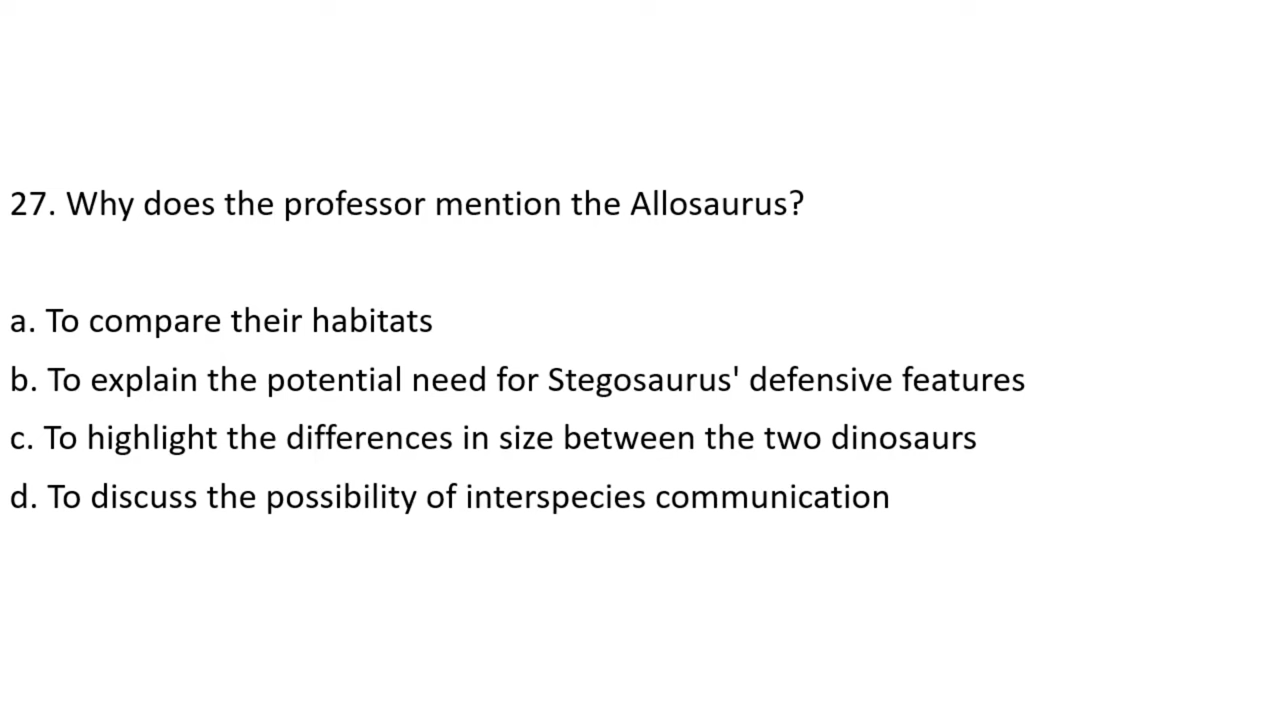 27. Why does the professor mention the Allosaurus?
a. To compare their habitats
b. To explain the potential need for Stegosaurus' defensive features
c. To highlight the differences in size between the two dinosaurs
d. To discuss the possibility of interspecies communication